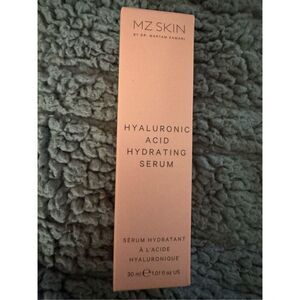 MZ SKIN
BY DR. MARYAM ZAMANI
HYALURONIC
ACID
HYDRATING
SERUM
SÉRUM HYDRATANT
À L'ACIDE
HYALURONIQUE
30 ml ℮ 1.01 fl oz US